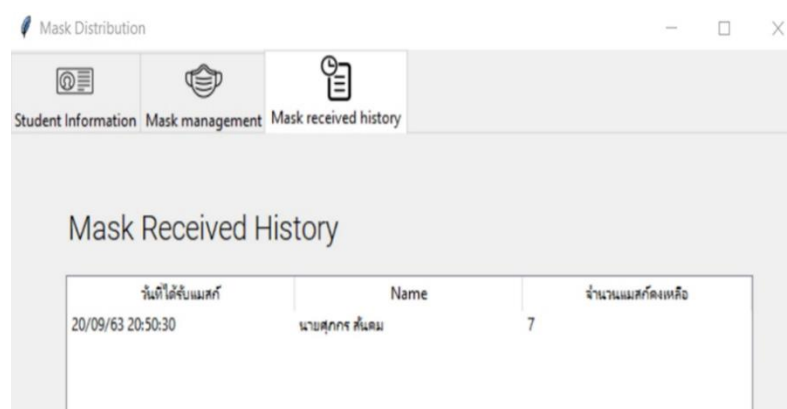 Mask Distribution
Student Information Mask management Mask received history
Mask Received History
วันที่ได้รับแมสก์ Name จำนวนแมสก์คงเหลือ
20/09/63 20:50:30 นายศุภกร สันคม 7